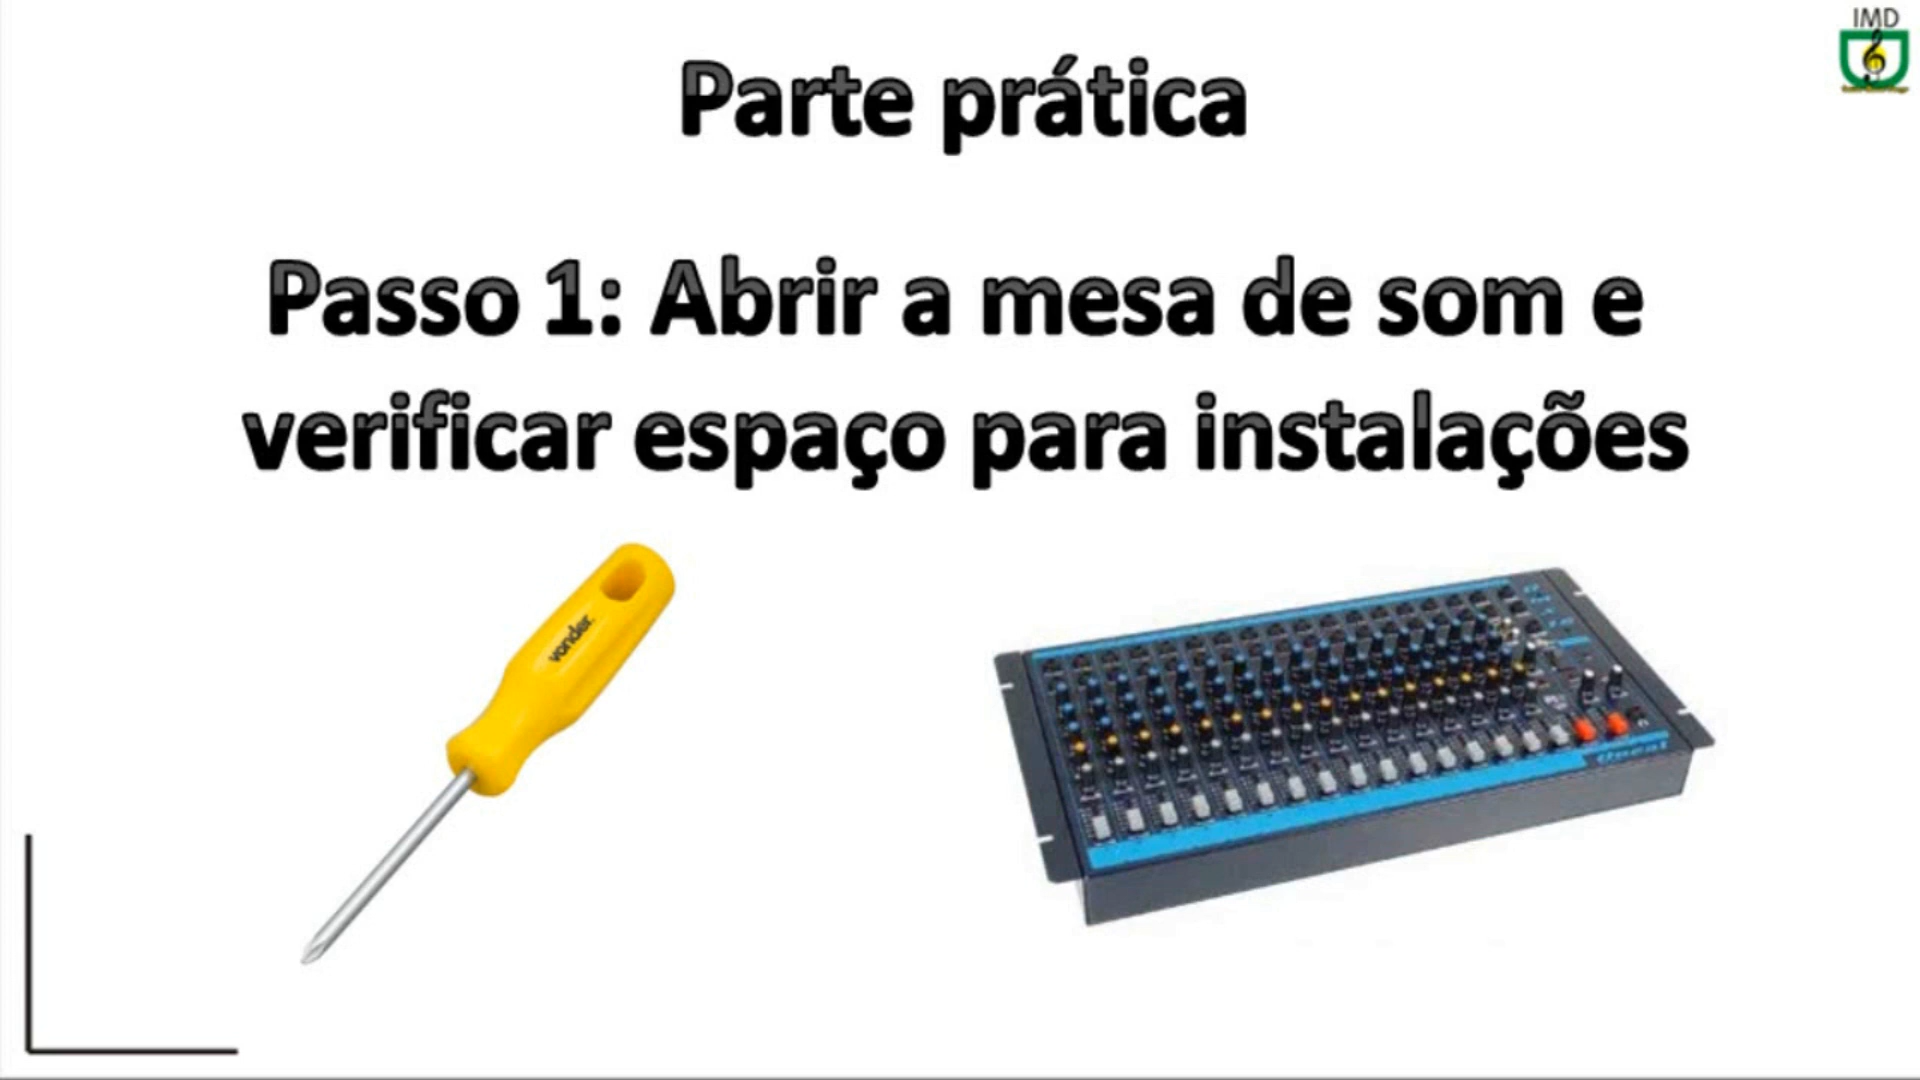 IMD
Parte prática
Passo 1: Abrir a mesa de som e
verificar espaço para instalações
vonder